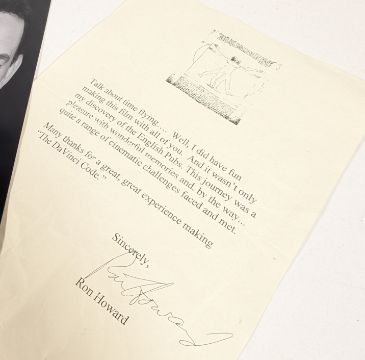 Talk about time flying.... Well, I did have fun
making this film with all of you. And it wasn't only
my discovery of the English Pubs. This journey was a
pleasure with wonderful memories and, by the way...
quite a range of cinematic challenges faced and met.
Many thanks for a great, great experience making
"The DaVinci Code."
Sincerely,
Ron Howard
Ron Howard